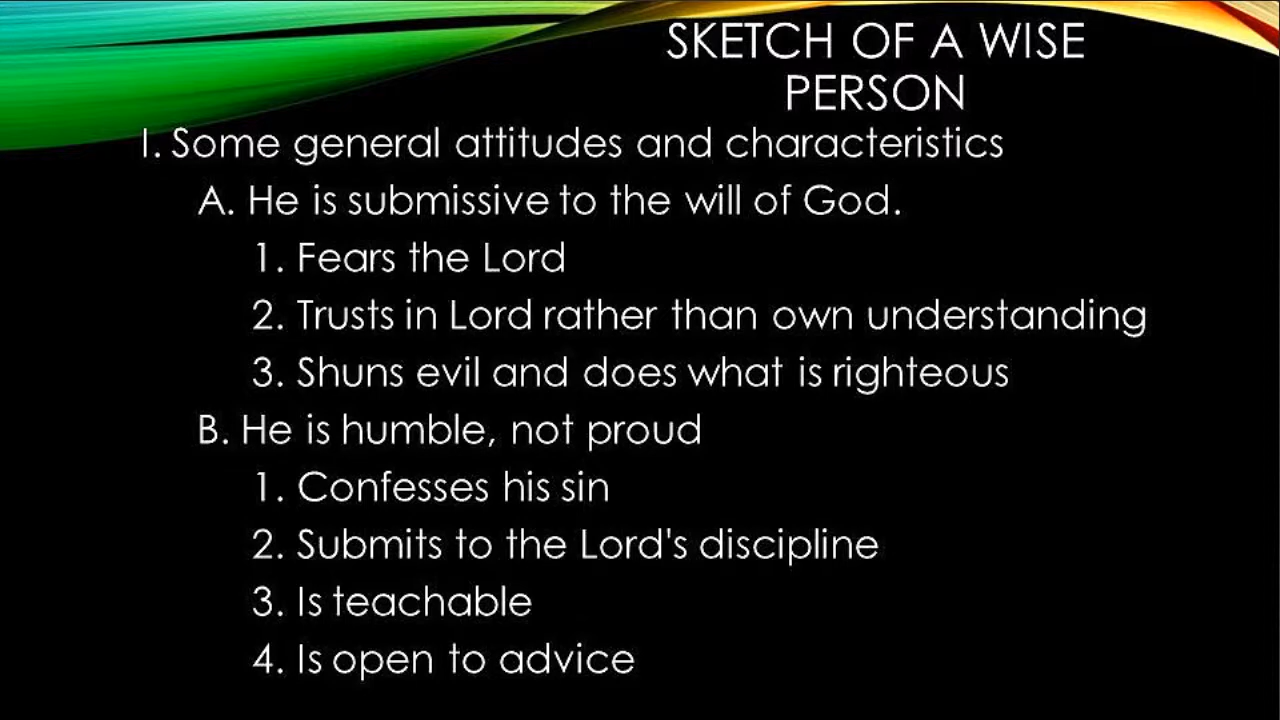 SKETCH OF A WISE
PERSON
I. Some general attitudes and characteristics
A. He is submissive to the will of God.
1. Fears the Lord
2. Trusts in Lord rather than own understanding
3. Shuns evil and does what is righteous
B. He is humble, not proud
1. Confesses his sin
2. Submits to the Lord's discipline
3. Is teachable
4. Is open to advice